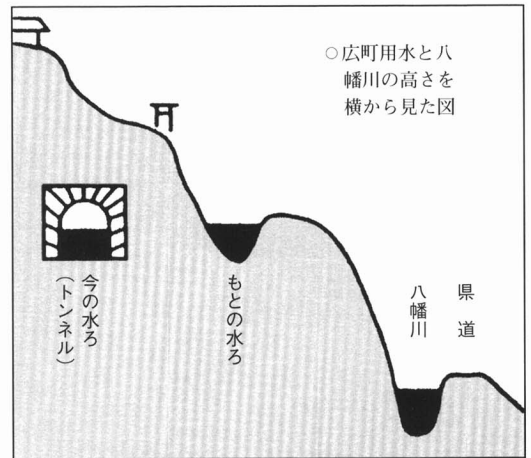 ○広町用水と八
幡川の高さを
横から見た図
県道
八幡川
もとの水ろ
今の水ろ
(トンネル)